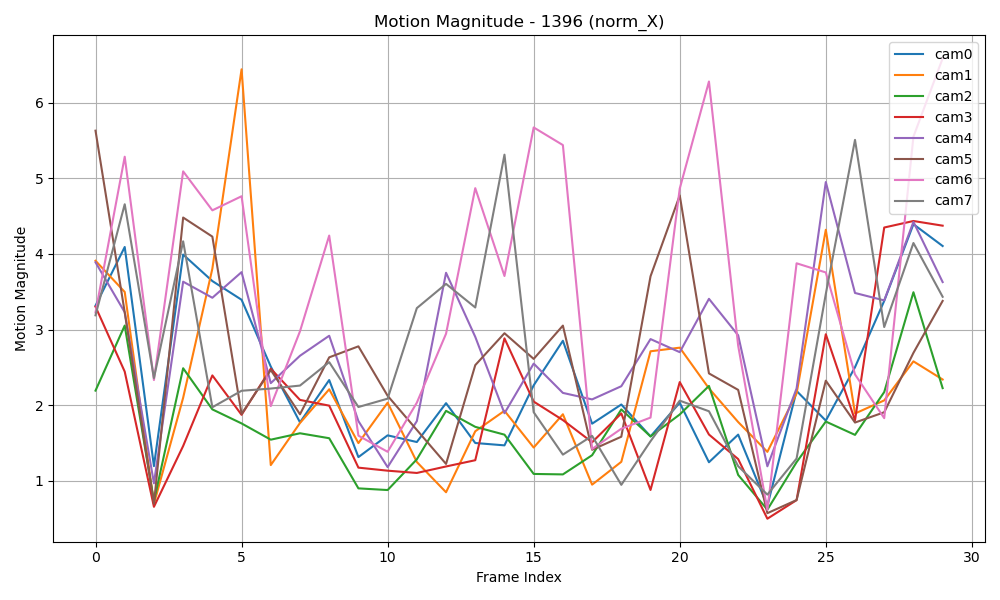 Motion Magnitude - 1396 (norm_X)
cam0
cam1
cam2
cam3
cam4
cam5
cam6
cam7
Motion Magnitude
6
5
4
3
2
1
0 5 10 15 20 25 30
Frame Index